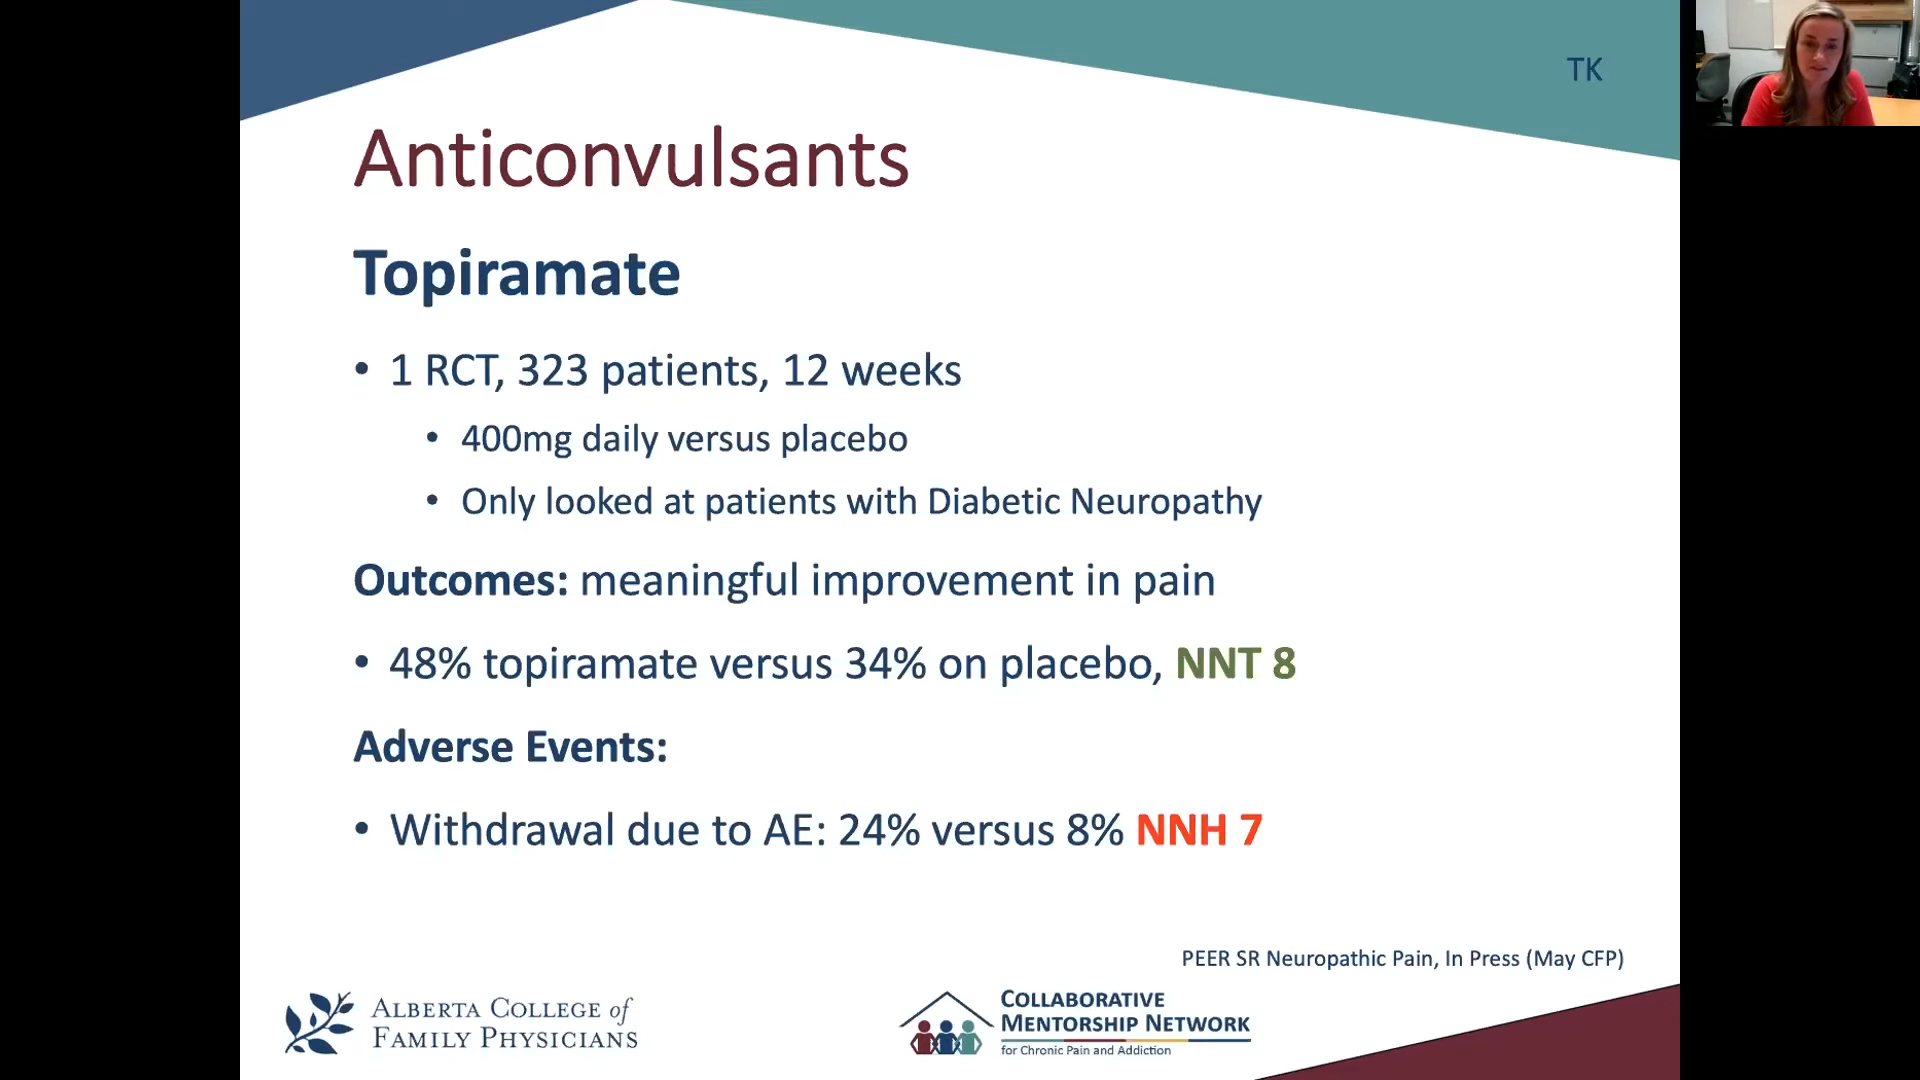 TK
Anticonvulsants
Topiramate
• 1 RCT, 323 patients, 12 weeks
• 400mg daily versus placebo
• Only looked at patients with Diabetic Neuropathy
Outcomes: meaningful improvement in pain
• 48% topiramate versus 34% on placebo, NNT 8
Adverse Events:
• Withdrawal due to AE: 24% versus 8% NNH 7
PEER SR Neuropathic Pain, In Press (May CFP)
ALBERTA COLLEGE of
FAMILY PHYSICIANS
COLLABORATIVE
MENTORSHIP NETWORK
for Chronic Pain and Addiction